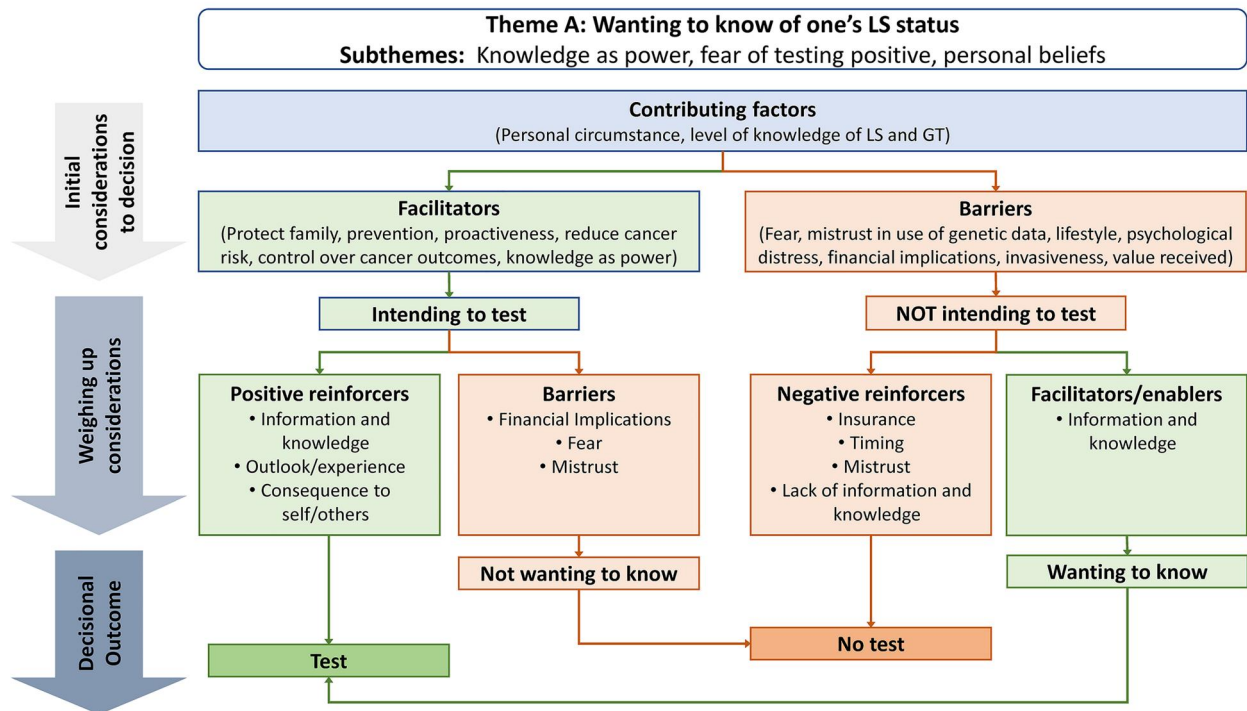 Theme A: Wanting to know of one’s LS status
Subthemes: Knowledge as power, fear of testing positive, personal beliefs
Initial
considerations
to decision
Contributing factors
(Personal circumstance, level of knowledge of LS and GT)
Facilitators
(Protect family, prevention, proactiveness, reduce cancer
risk, control over cancer outcomes, knowledge as power)
Barriers
(Fear, mistrust in use of genetic data, lifestyle, psychological
distress, financial implications, invasiveness, value received)
Weighing up
considerations
Intending to test
NOT intending to test
Positive reinforcers
• Information and
knowledge
• Outlook/experience
• Consequence to
self/others
Barriers
• Financial Implications
• Fear
• Mistrust
Negative reinforcers
• Insurance
• Timing
• Mistrust
• Lack of information and
knowledge
Facilitators/enablers
• Information and
knowledge
Decisional
Outcome
Not wanting to know
Wanting to know
Test
No test